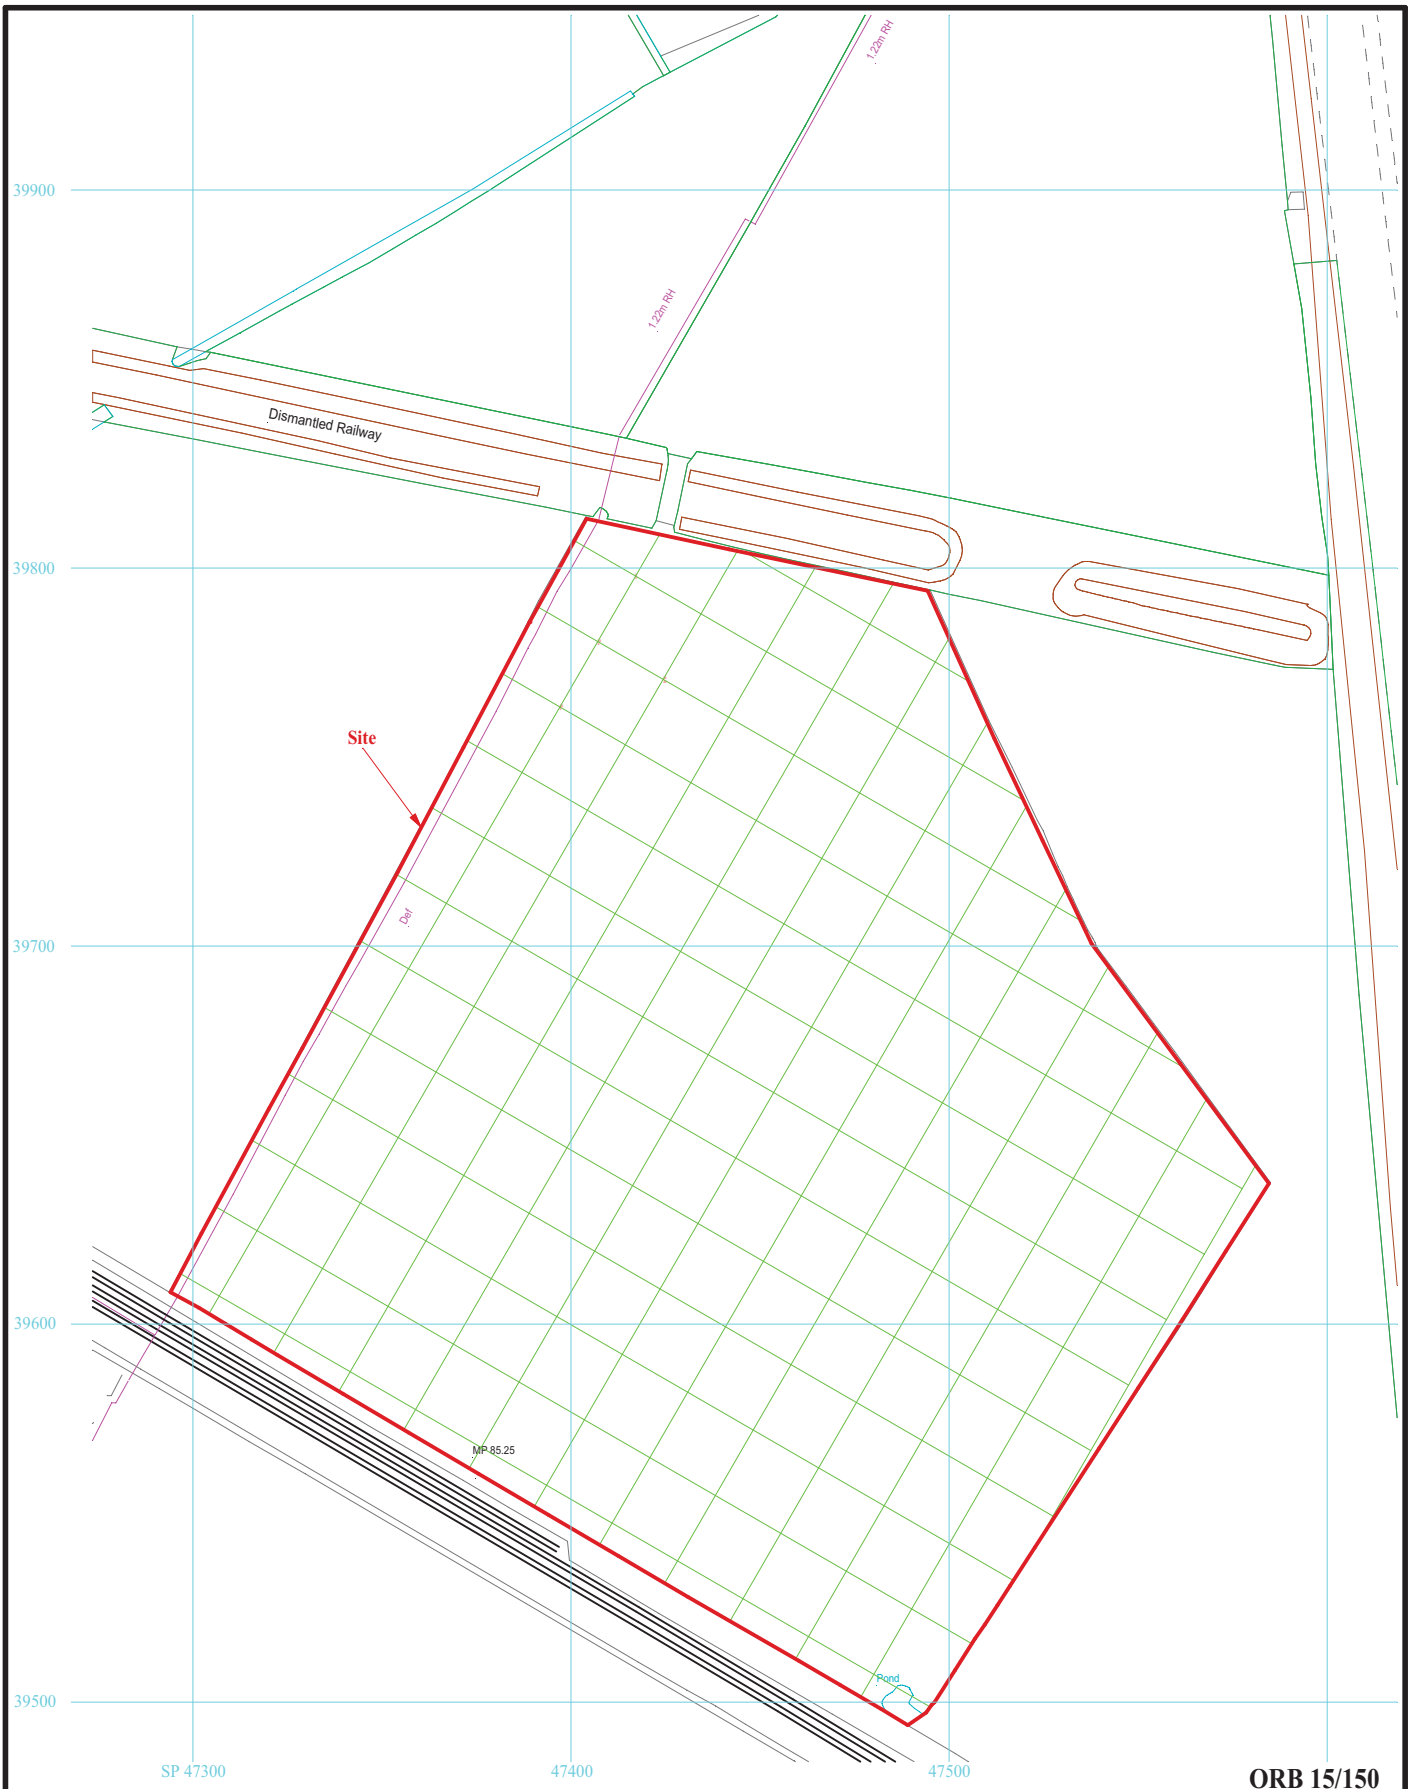 1.22m RH
39900
1.22m RH
Dismantled Railway
39800
Site
Def
39700
39600
MP 85.25
Pond
39500
SP 47300
47400
47500
ORB 15/150